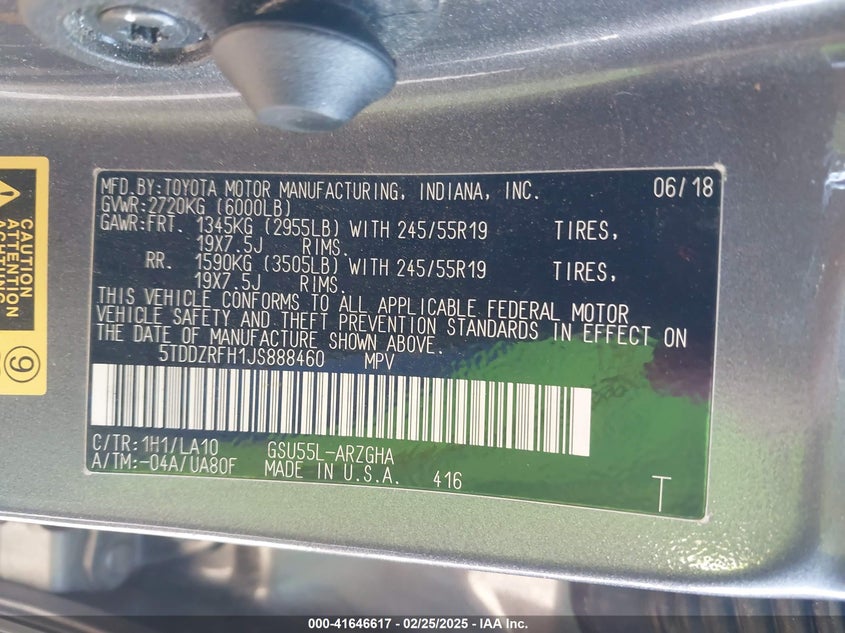 MFD.BY:TOYOTA MOTOR MANUFACTURING, INDIANA, INC. 06/18
GVWR:2720KG (6000LB)
GAWR:FRT. 1345KG (2955LB) WITH 245/55R19 TIRES,
19X7.5J RIMS.
RR. 1590KG (3505LB) WITH 245/55R19 TIRES,
19X7.5J RIMS.
THIS VEHICLE CONFORMS TO ALL APPLICABLE FEDERAL MOTOR
VEHICLE SAFETY AND THEFT PREVENTION STANDARDS IN EFFECT ON
THE DATE OF MANUFACTURE SHOWN ABOVE.
5TDDZRFH1JS888460 MPV
C/TR:1H1/LA10 GSU55L-ARZGHA
A/TM:-04A/UA80F MADE IN U.S.A. 416 T
CAUTION
ATTENTION
ACHTUNG
9
000-41646617 - 02/25/2025 - IAA Inc.